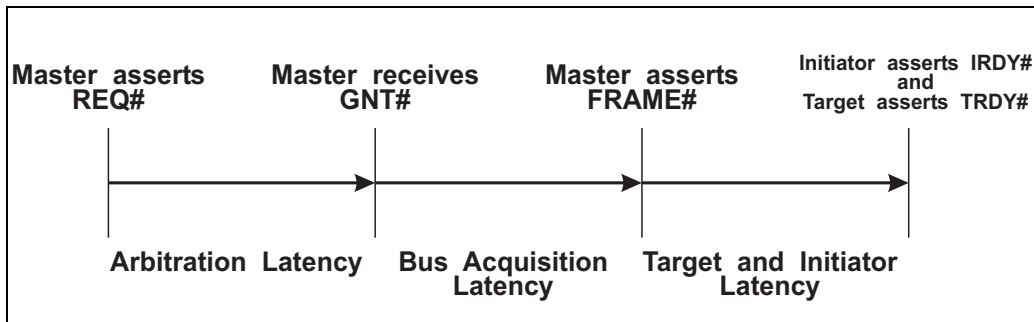 Master asserts
REQ#
Master receives
GNT#
Master asserts
FRAME#
Initiator asserts IRDY#
and
Target asserts TRDY#
Arbitration Latency
Bus Acquisition
Latency
Target and Initiator
Latency